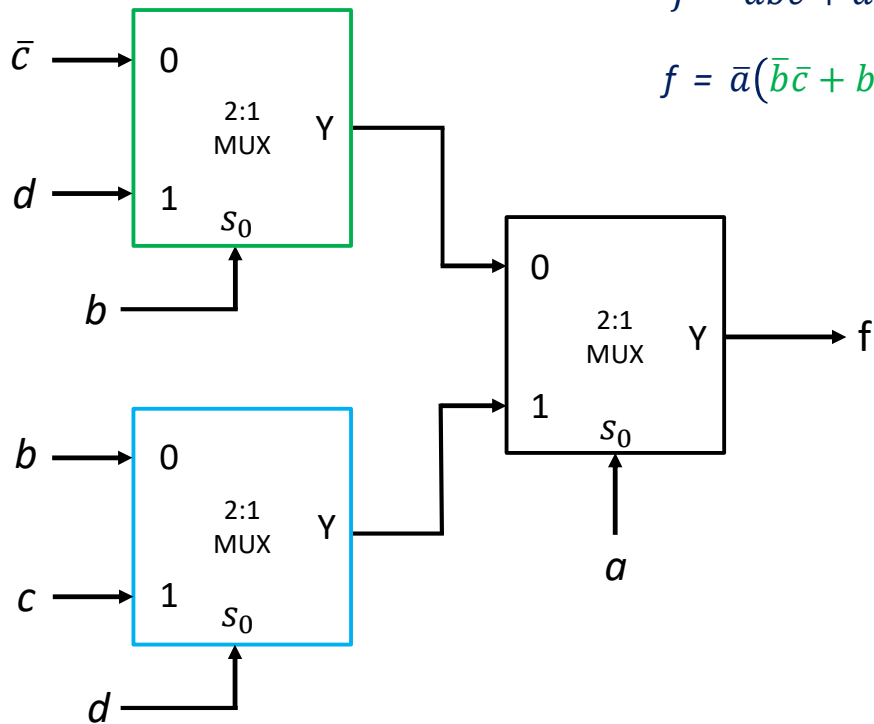 f = a̅b̅c̅ + a
f = a̅(b̅c̅ + b
c̅
0
2:1
MUX
Y
d
1
s₀
b
0
2:1
MUX
Y
f
1
s₀
a
b
0
2:1
MUX
Y
c
1
s₀
d